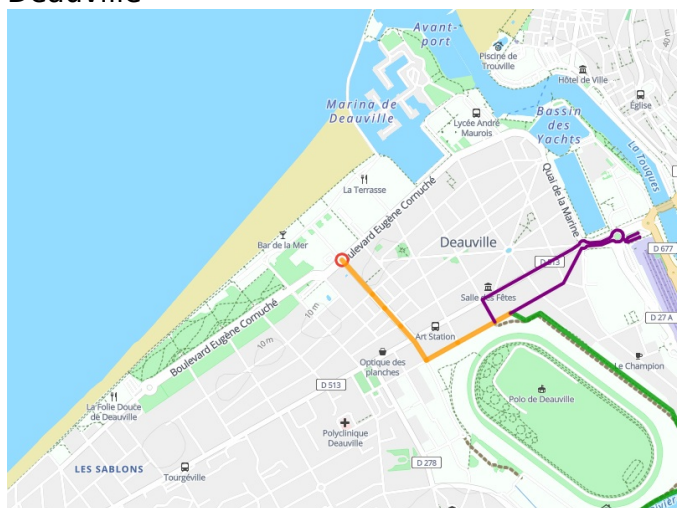 Deauville
Avant-
port
Piscine de
Trouville
Hôtel de Ville
Église
Marina de
Deauville
Lycée André
Maurois
Bassin
des
Yachts
La Touques
La Terrasse
Quai de la Marine
Boulevard Eugène Cornuché
Bar de la Mer
Deauville
D 677
D 513
Salle des Fêtes
10 m
10 m
Boulevard Eugène Cornuché
D 27 A
Art Station
Optique des
planches
Le Champion
D 513
Polo de Deauville
La Folie Douce
de Deauville
Polyclinique
Deauville
LES SABLONS
Tourgéville
D 278